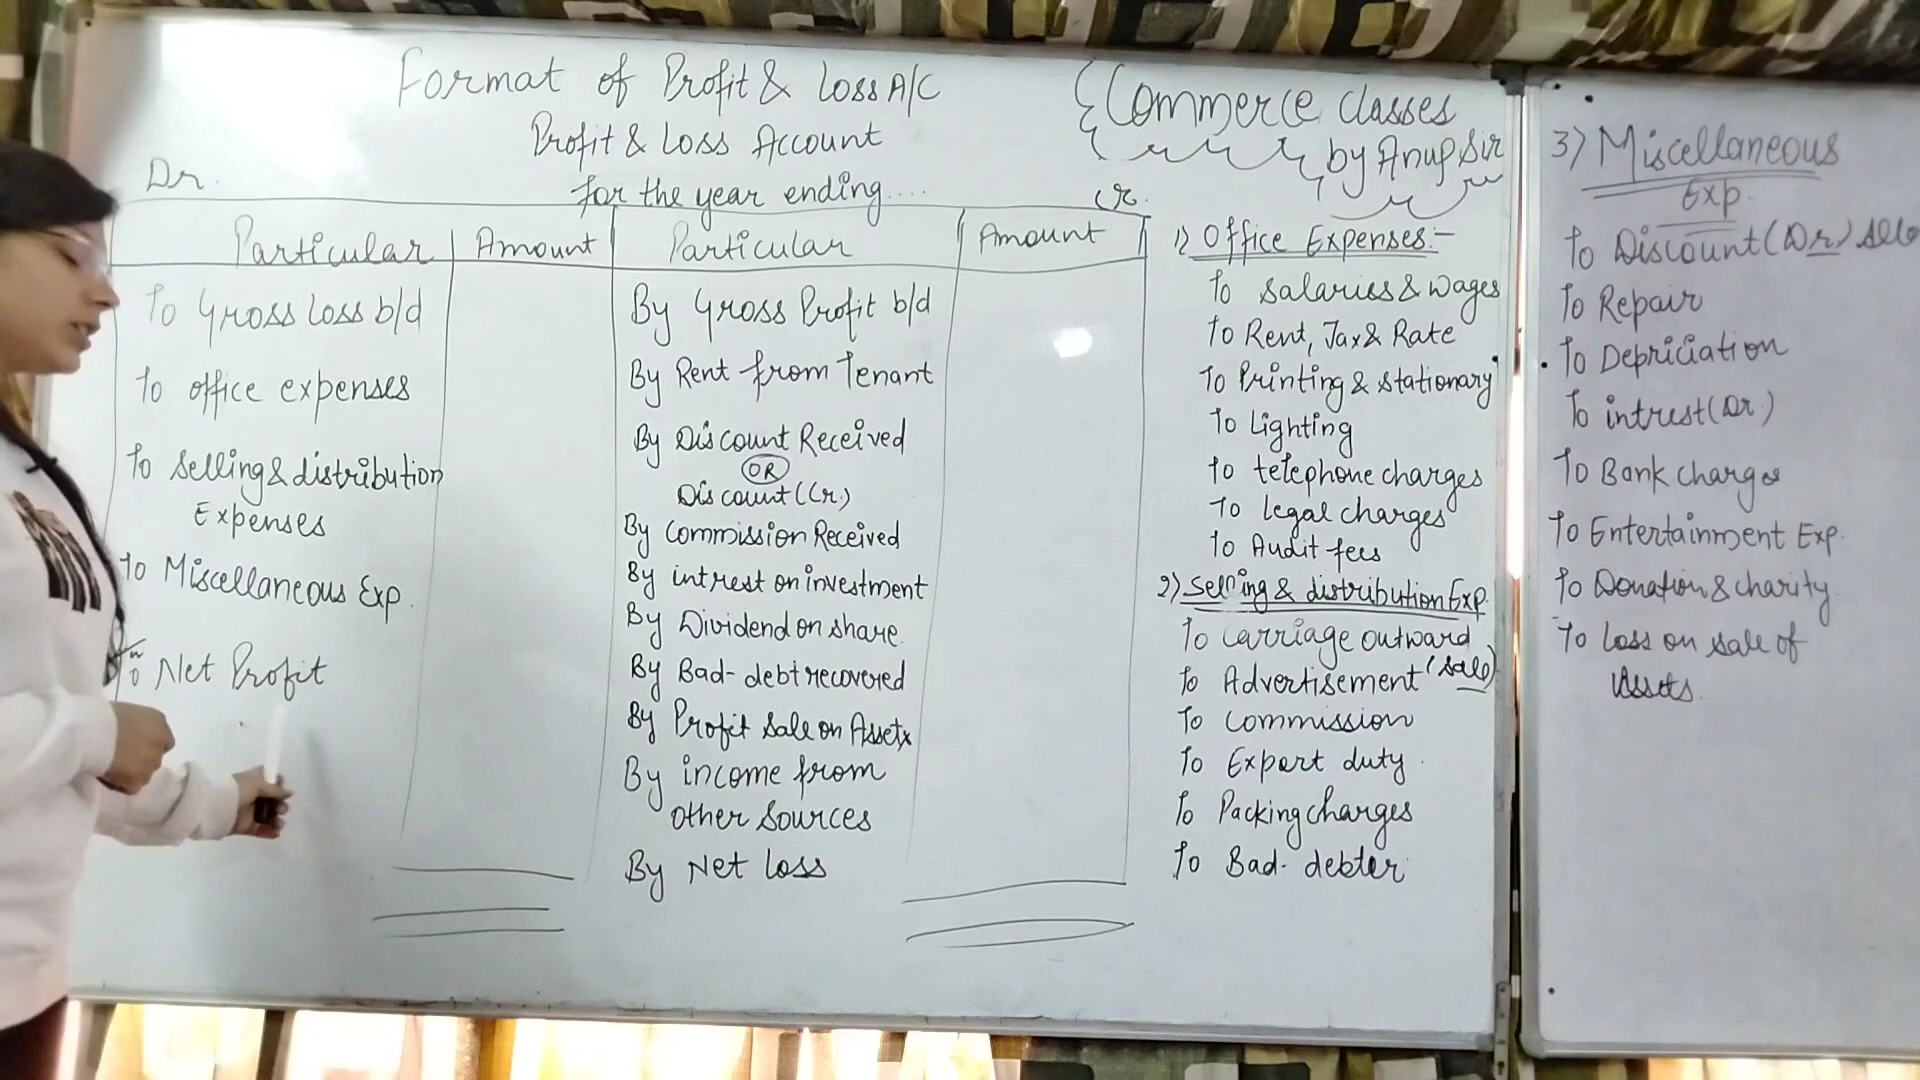 Format of Profit & Loss A/C
Profit & Loss Account
for the year ending....
Dr.
Cr.
Particular
Amount
Particular
Amount
To Gross Loss b/d
To office expenses
To Selling & distribution
Expenses
To Miscellaneous Exp.
To Net Profit
By Gross Profit b/d
By Rent from Tenant
By Discount Received
OR
Discount (Cr.)
By Commission Received
By intrest on investment
By Dividend on share.
By Bad-debt recovered
By Profit Sale on Assets
By income from
other Sources
By Net Loss
Commerce Classes
by Anup Sir
1) Office Expenses:-
To Salaries & Wages
To Rent, Tax & Rate
To Printing & Stationary
To Lighting
To telephone charges
To legal charges
To Audit fees
2) Selling & distribution Exp.
To Carriage outward
To Advertisement (Sale)
To Commission
To Export duty.
To Packing charges
To Bad-debter
3) Miscellaneous
Exp.
To Discount (Dr)
To Repair
To Depriciation
To intrest (Dr.)
To Bank charges
To Entertainment Exp.
To Donation & charity
To Loss on sale of
Assets.